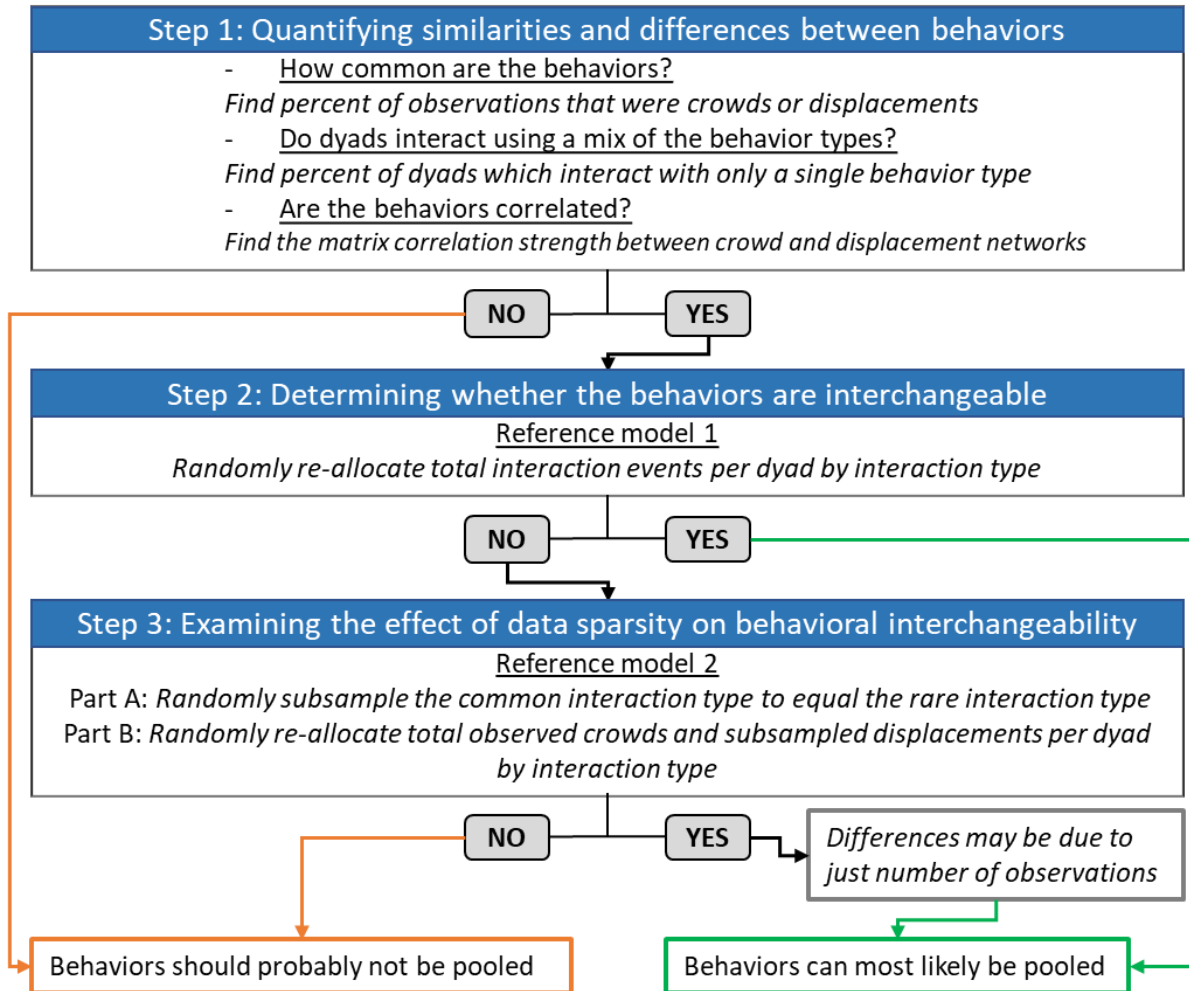 Step 1: Quantifying similarities and differences between behaviors
- How common are the behaviors?
Find percent of observations that were crowds or displacements
- Do dyads interact using a mix of the behavior types?
Find percent of dyads which interact with only a single behavior type
- Are the behaviors correlated?
Find the matrix correlation strength between crowd and displacement networks
NO
YES
Step 2: Determining whether the behaviors are interchangeable
Reference model 1
Randomly re-allocate total interaction events per dyad by interaction type
NO
YES
Step 3: Examining the effect of data sparsity on behavioral interchangeability
Reference model 2
Part A: Randomly subsample the common interaction type to equal the rare interaction type
Part B: Randomly re-allocate total observed crowds and subsampled displacements per dyad
by interaction type
NO
YES
Differences may be due to
just number of observations
Behaviors should probably not be pooled
Behaviors can most likely be pooled